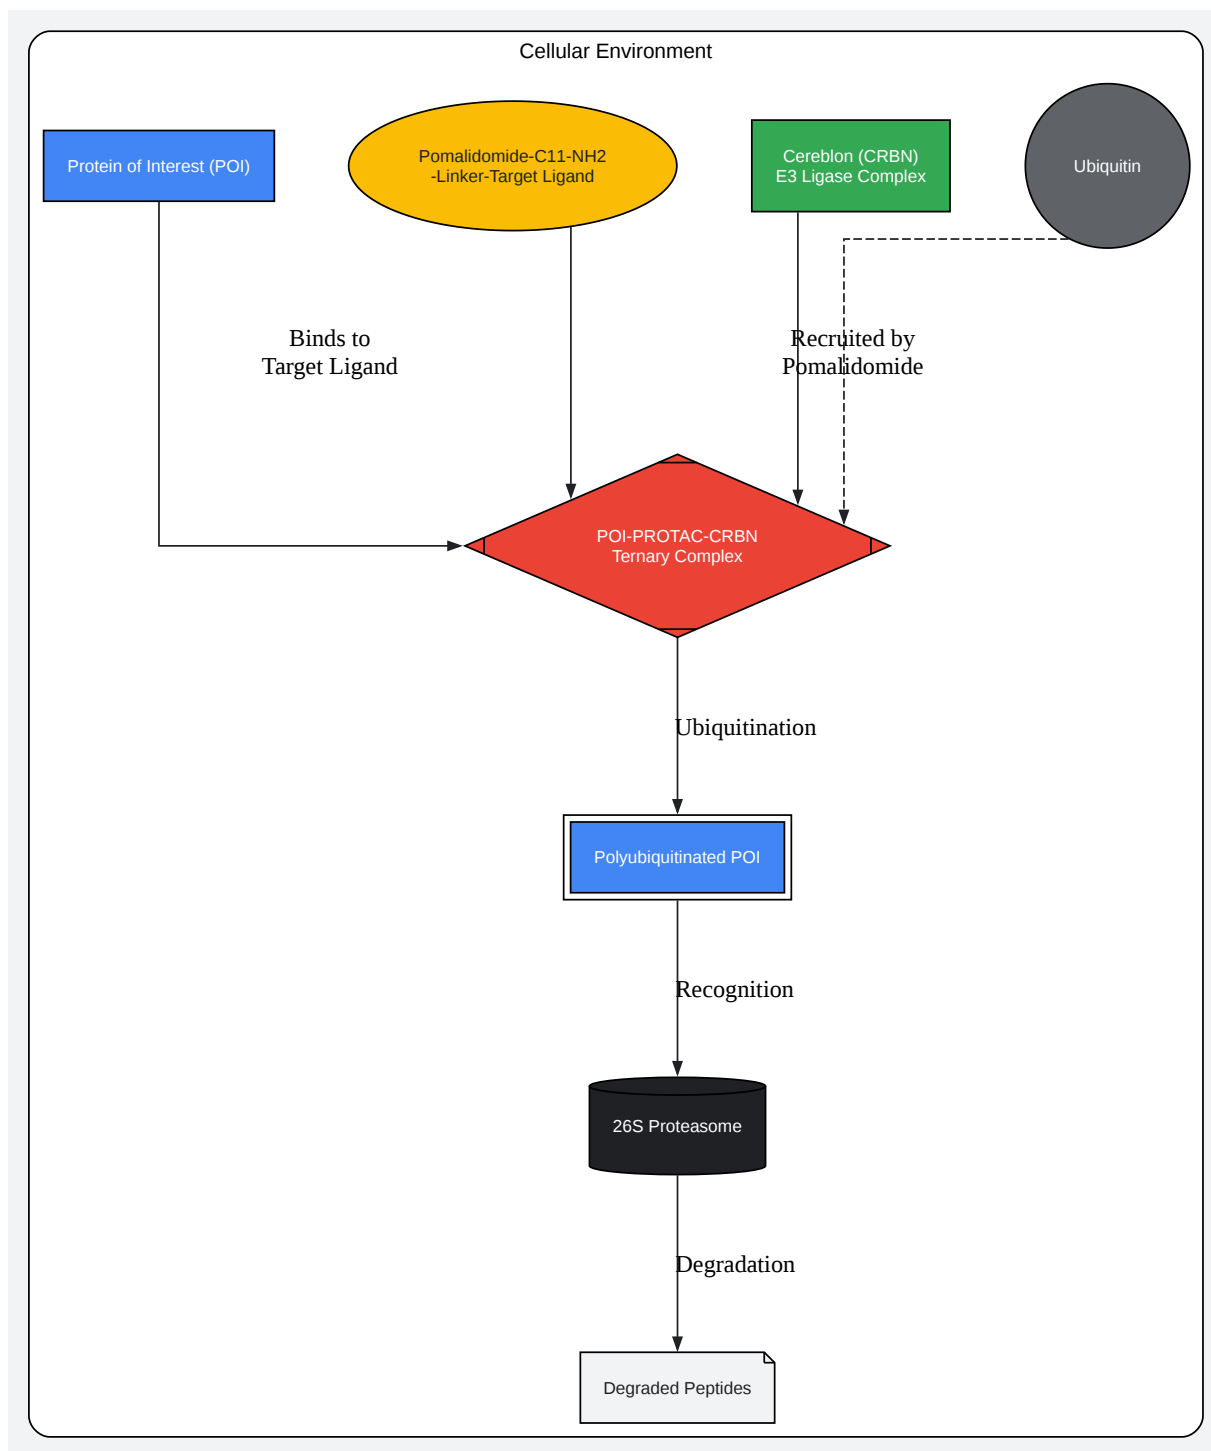 Cellular Environment
Protein of Interest (POI)
Pomalidomide-C11-NH2
-Linker-Target Ligand
Cereblon (CRBN)
E3 Ligase Complex
Ubiquitin
Binds to
Target Ligand
Recruited by
Pomalidomide
POI-PROTAC-CRBN
Ternary Complex
Ubiquitination
Polyubiquitinated POI
Recognition
26S Proteasome
Degradation
Degraded Peptides